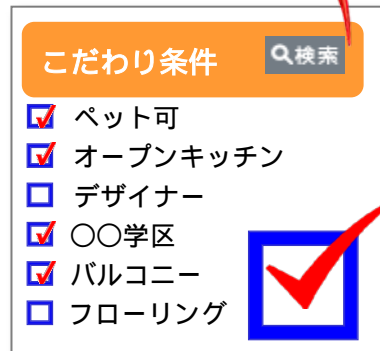 こだわり条件
検索
ペット可
オープンキッチン
デザイナー
〇〇学区
バルコニー
フローリング